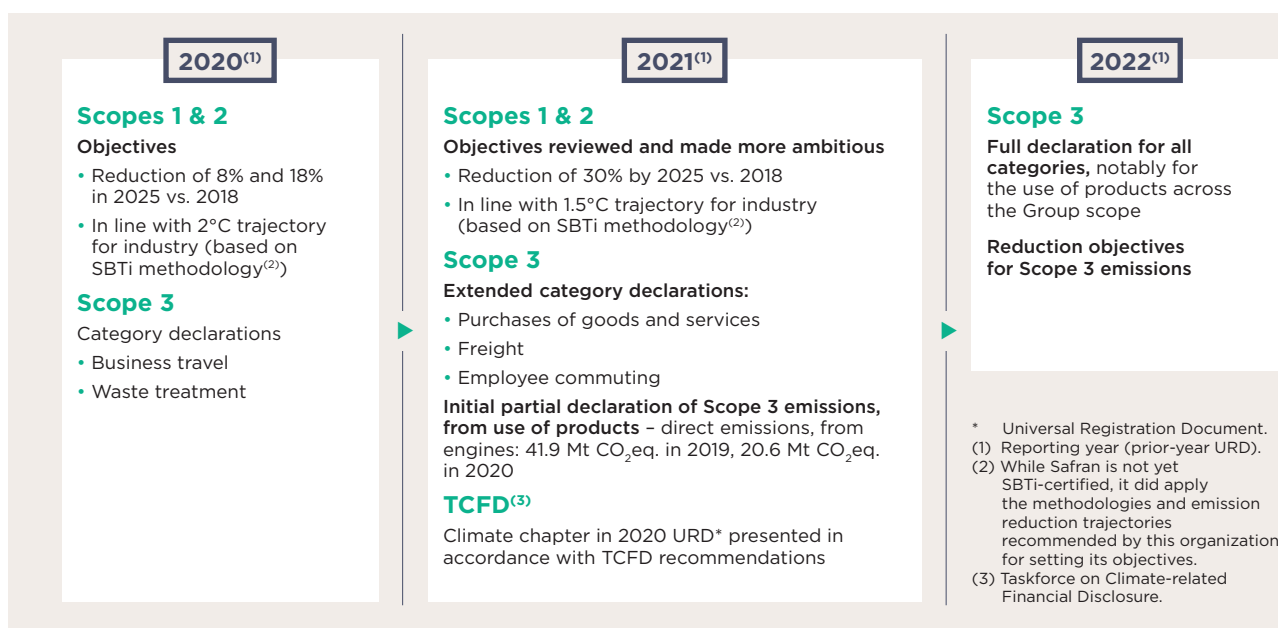 2020(1)
Scopes 1 & 2
Objectives
• Reduction of 8% and 18%
in 2025 vs. 2018
• In line with 2°C trajectory
for industry (based on
SBTi methodology(2))
Scope 3
Category declarations
• Business travel
• Waste treatment
2021(1)
Scopes 1 & 2
Objectives reviewed and made more ambitious
• Reduction of 30% by 2025 vs. 2018
• In line with 1.5°C trajectory for industry
(based on SBTi methodology(2))
Scope 3
Extended category declarations:
• Purchases of goods and services
• Freight
• Employee commuting
Initial partial declaration of Scope 3 emissions,
from use of products – direct emissions, from
engines: 41.9 Mt CO2eq. in 2019, 20.6 Mt CO2eq.
in 2020
TCFD(3)
Climate chapter in 2020 URD* presented in
accordance with TCFD recommendations
2022(1)
Scope 3
Full declaration for all
categories, notably for
the use of products across
the Group scope
Reduction objectives
for Scope 3 emissions
* Universal Registration Document.
(1) Reporting year (prior-year URD).
(2) While Safran is not yet
SBTi-certified, it did apply
the methodologies and emission
reduction trajectories
recommended by this organization
for setting its objectives.
(3) Taskforce on Climate-related
Financial Disclosure.